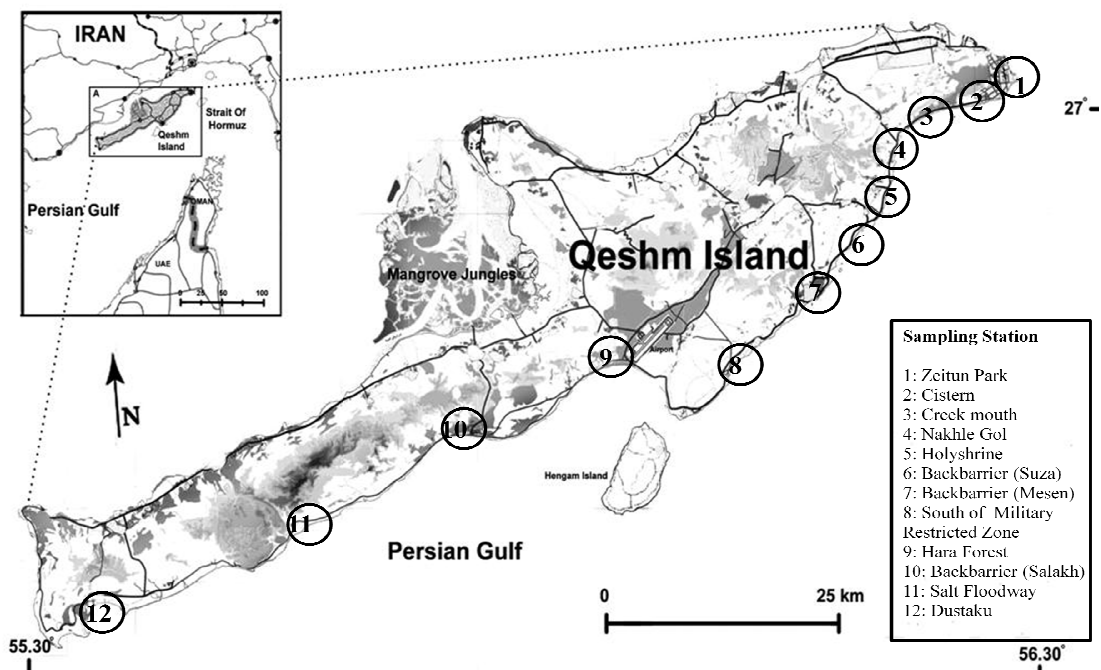 IRAN
A
Strait Of
Hormuz
Qeshm
Island
Persian Gulf
OMAN
UAE
0 25 50 100
27°
1
2
3
4
5
6
7
8
9
10
11
12
Qeshm Island
Mangrove Jungles
Airport
N
Hengam Island
Persian Gulf
0 25 km
55.30°
56.30°
Sampling Station
1: Zeitun Park
2: Cistern
3: Creek mouth
4: Nakhle Gol
5: Holyshrine
6: Backbarrier (Suza)
7: Backbarrier (Mesen)
8: South of Military
Restricted Zone
9: Hara Forest
10: Backbarrier (Salakh)
11: Salt Floodway
12: Dustaku